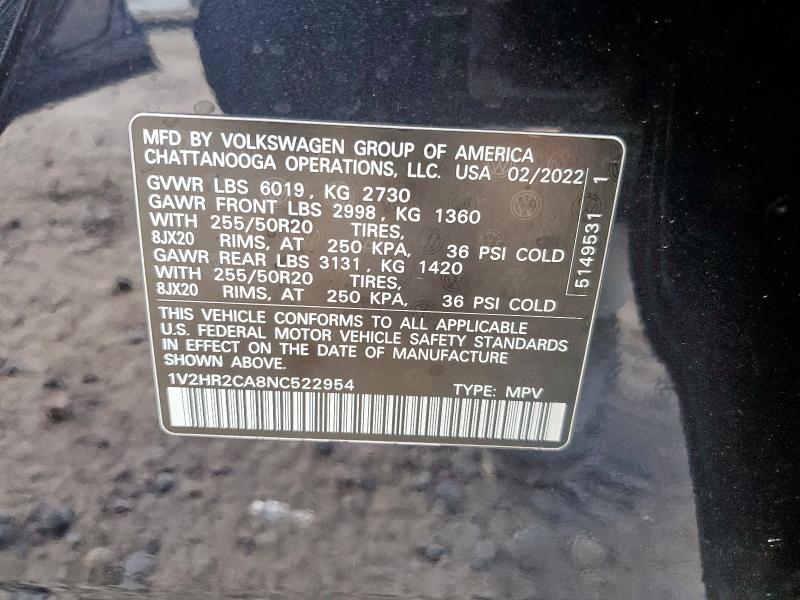 MFD BY VOLKSWAGEN GROUP OF AMERICA
CHATTANOOGA OPERATIONS, LLC. USA 02/2022
GVWR LBS 6019, KG 2730
GAWR FRONT LBS 2998, KG 1360
WITH 255/50R20 TIRES,
8JX20 RIMS, AT 250 KPA, 36 PSI COLD
GAWR REAR LBS 3131, KG 1420
WITH 255/50R20 TIRES,
8JX20 RIMS, AT 250 KPA, 36 PSI COLD
5149531 1
THIS VEHICLE CONFORMS TO ALL APPLICABLE
U.S. FEDERAL MOTOR VEHICLE SAFETY STANDARDS
IN EFFECT ON THE DATE OF MANUFACTURE
SHOWN ABOVE.
1V2HR2CA8NC522954 TYPE: MPV